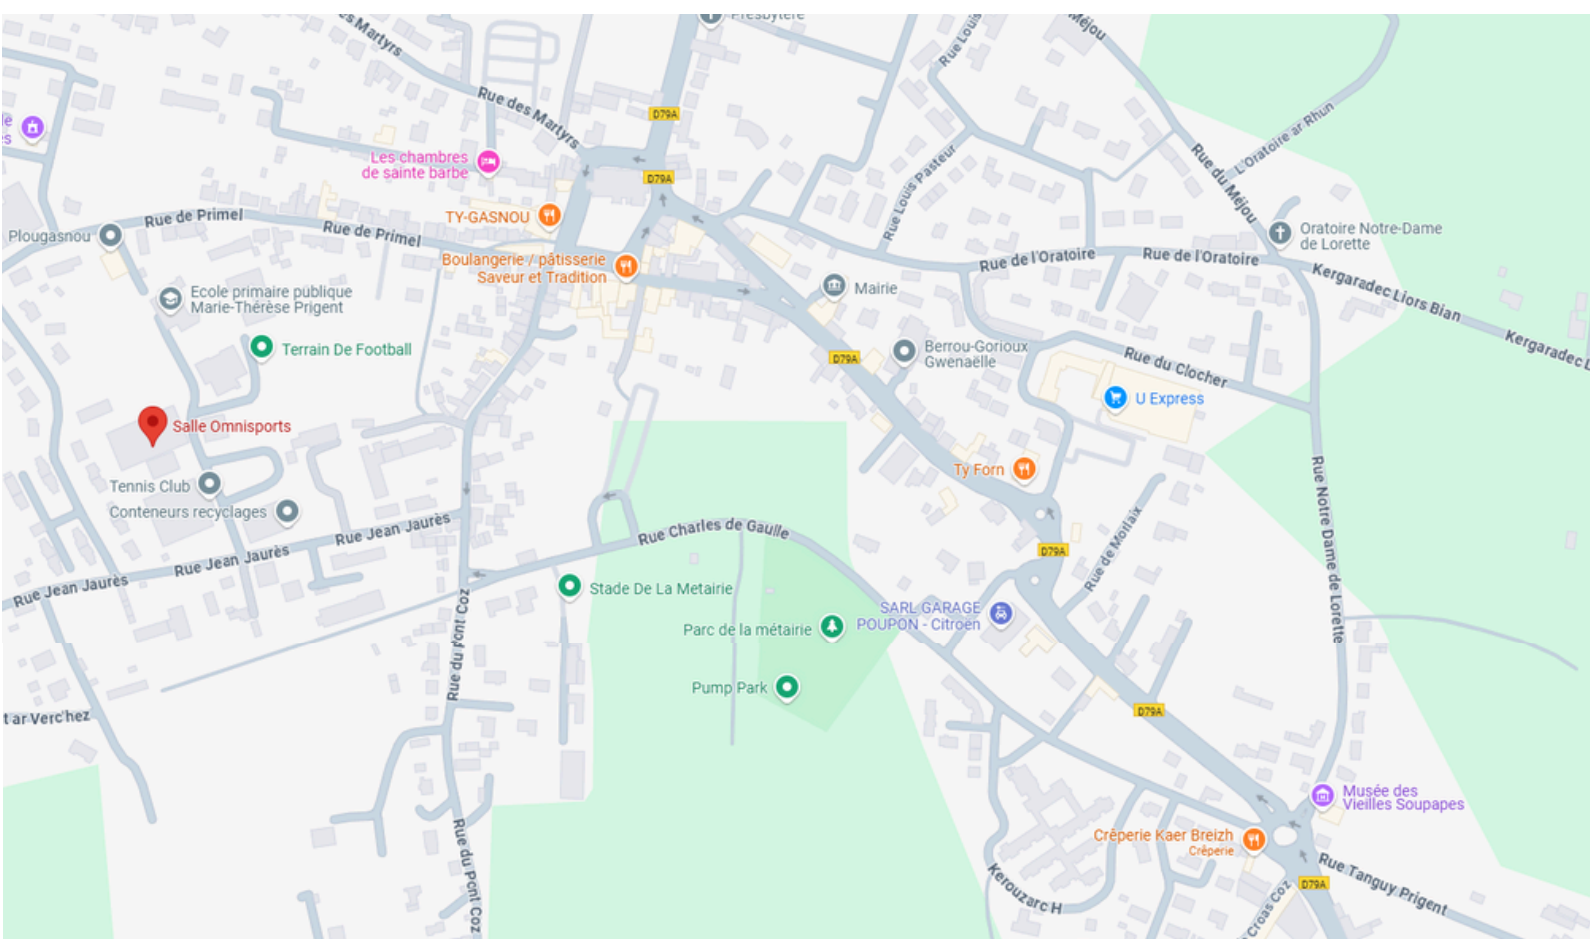 Presbytère
Méjou
Rue Louis
des Martyrs
Rue des Martyrs
D79A
L'Oratoire ar Rhun
Les chambres
de sainte barbe
D79A
Rue Louis Pasteur
Rue du Méjou
Rue de Primel
TY-GASNOU
Plougasnou
Rue de Primel
Oratoire Notre-Dame
de Lorette
Boulangerie / pâtisserie
Saveur et Tradition
Rue de l'Oratoire
Rue de l'Oratoire
Kergaradec Liors Bian
Ecole primaire publique
Marie-Thérèse Prigent
Mairie
Kergaradec L
Terrain De Football
D79A
Berrou-Gorioux
Gwenaëlle
Rue du Clocher
U Express
Salle Omnisports
Ty Forn
Tennis Club
Conteneurs recyclages
Rue Jean Jaurès
Rue Jean Jaurès
Rue Jean Jaurès
Rue Charles de Gaulle
D79A
Rue de Morlaix
Rue Notre Dame de Lorette
Stade De La Metairie
SARL GARAGE
POUPON - Citroën
Parc de la métairie
Rue du Pont Coz
Pump Park
t ar Verc'hez
D79A
Musée des
Vieilles Soupapes
Crêperie Kaer Breizh
Crêperie
Rue du Pont Coz
Kerouzarc H
D79A
Rue Tanguy Prigent
Croas Coz